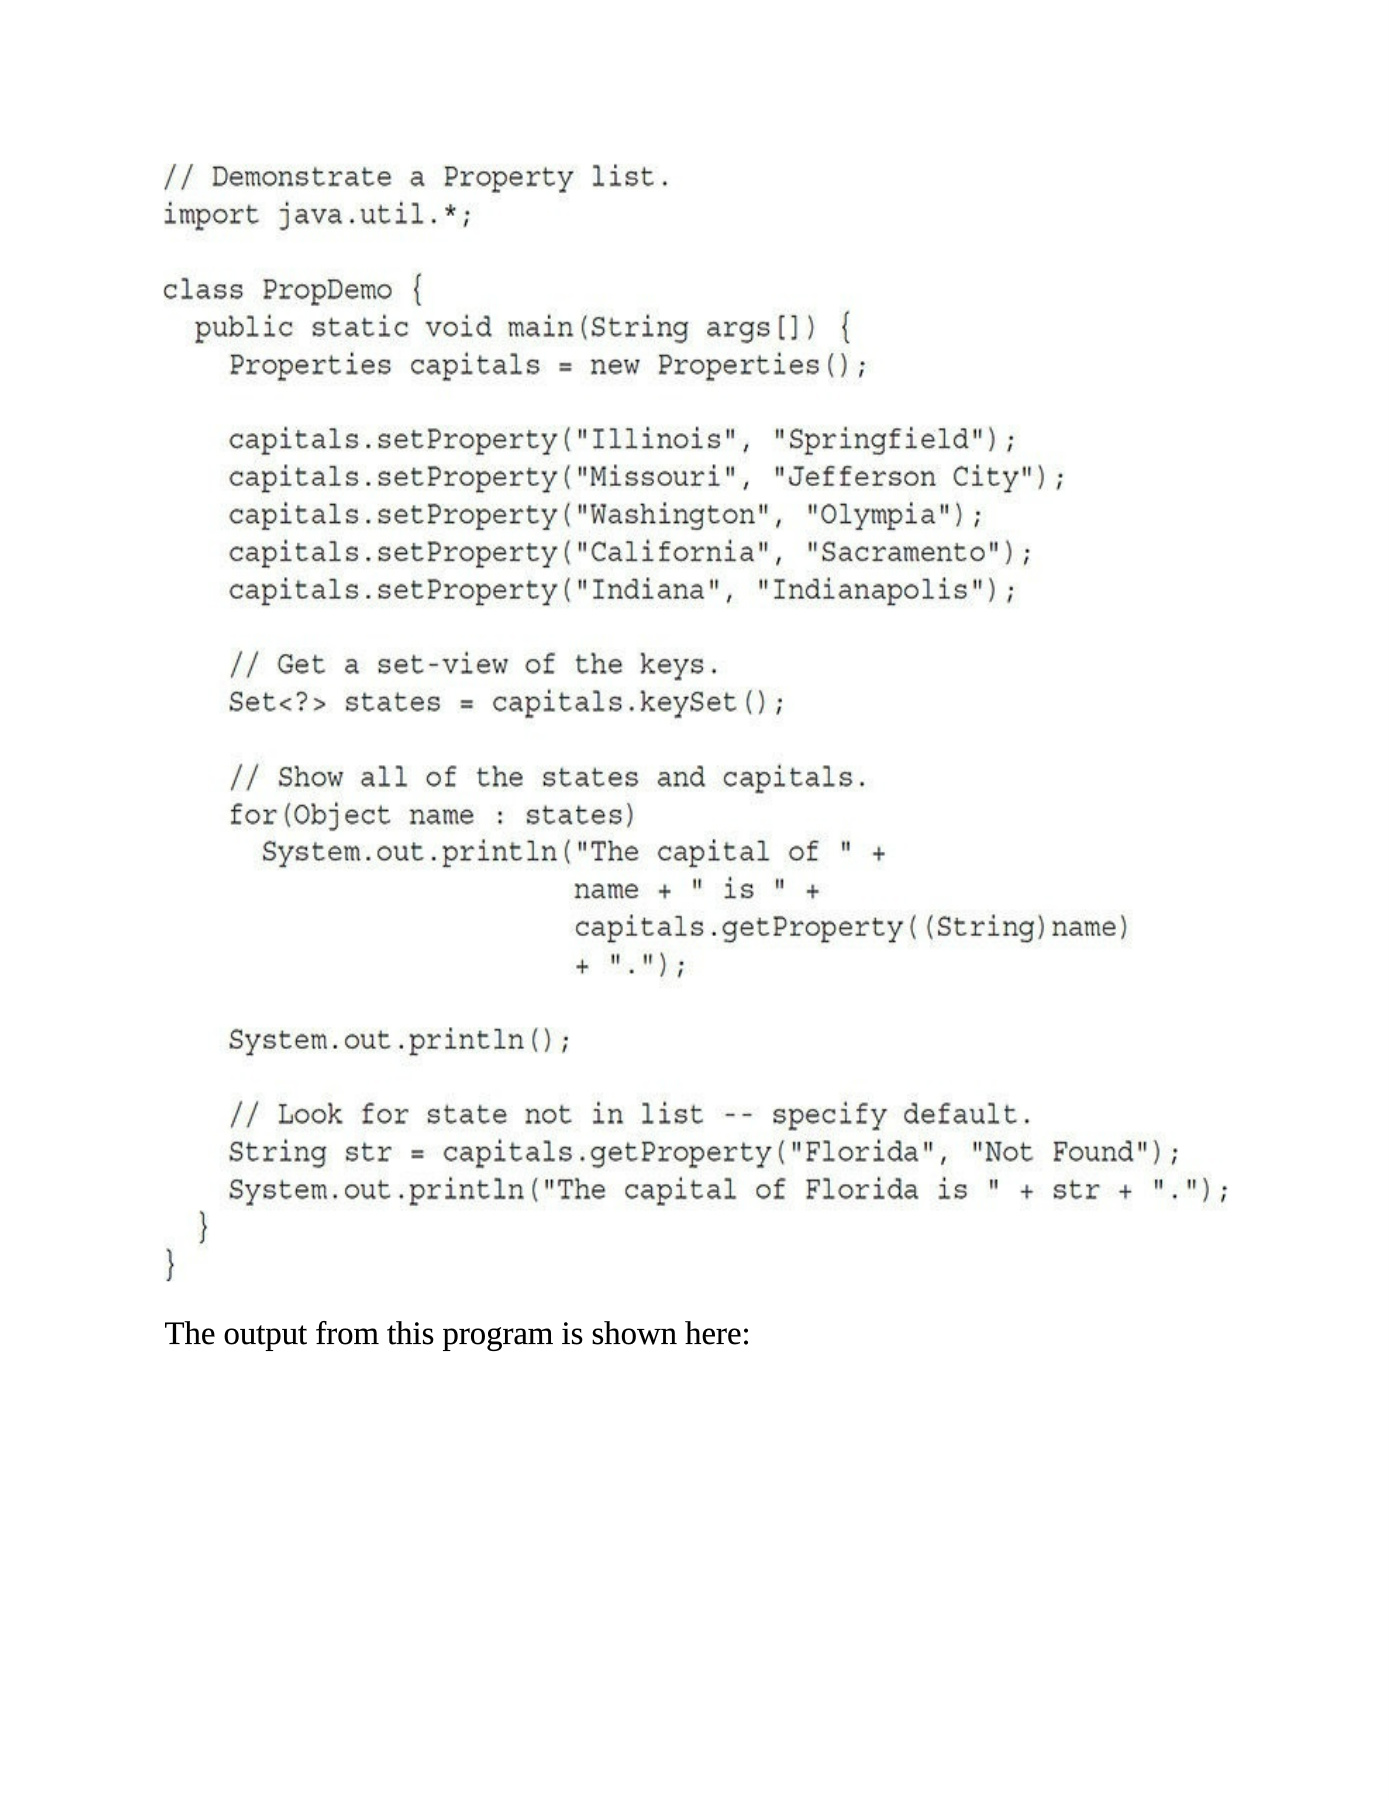 // Demonstrate a Property list.
import java.util.*;

class PropDemo {
  public static void main(String args[]) {
    Properties capitals = new Properties();

    capitals.setProperty("Illinois", "Springfield");
    capitals.setProperty("Missouri", "Jefferson City");
    capitals.setProperty("Washington", "Olympia");
    capitals.setProperty("California", "Sacramento");
    capitals.setProperty("Indiana", "Indianapolis");

    // Get a set-view of the keys.
    Set<?> states = capitals.keySet();

    // Show all of the states and capitals.
    for(Object name : states)
      System.out.println("The capital of " +
                         name + " is " +
                         capitals.getProperty((String)name)
                         + ".");

    System.out.println();

    // Look for state not in list -- specify default.
    String str = capitals.getProperty("Florida", "Not Found");
    System.out.println("The capital of Florida is " + str + ".");
  }
}
The output from this program is shown here: